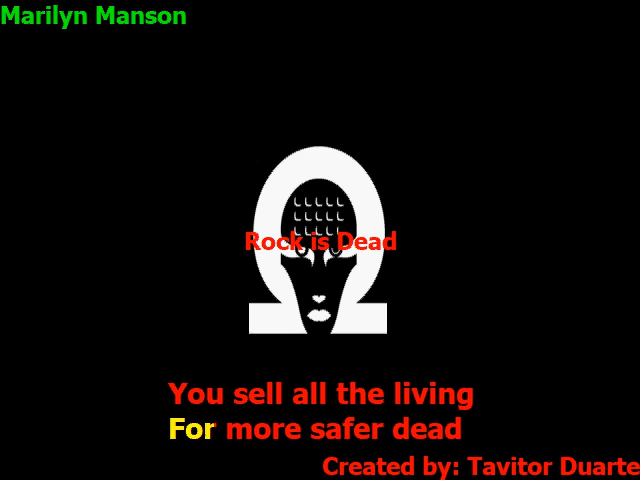 Marilyn Manson
Rock is Dead
You sell all the living
For more safer dead
Created by: Tavitor Duarte